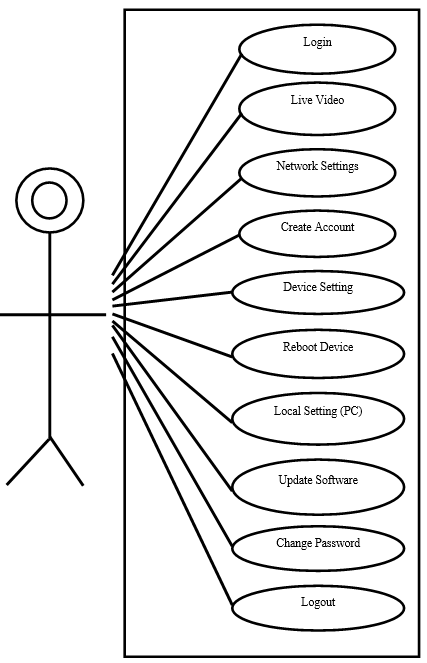 Login
Live Video
Network Settings
Create Account
Device Setting
Reboot Device
Local Setting (PC)
Update Software
Change Password
Logout